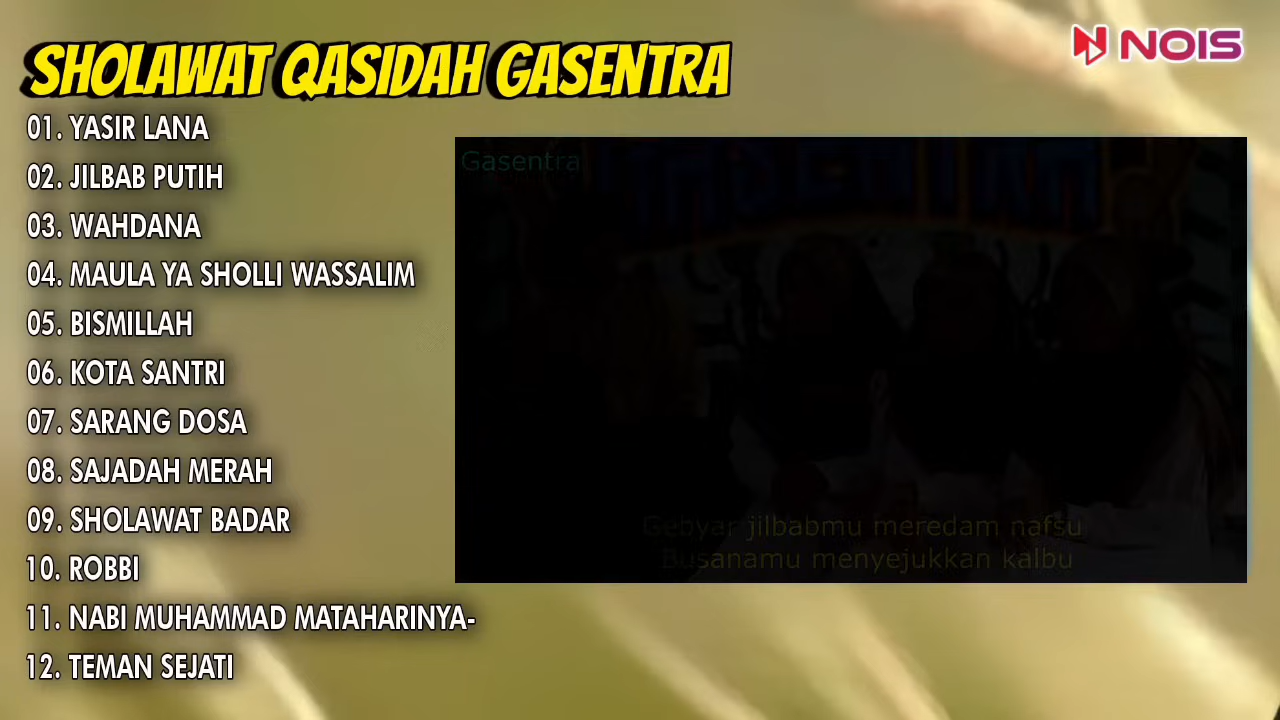 SHOLAWAT QASIDAH GASENTRA
NOIS
01. YASIR LANA
02. JILBAB PUTIH
03. WAHDANA
04. MAULA YA SHOLLI WASSALIM
05. BISMILLAH
06. KOTA SANTRI
07. SARANG DOSA
08. SAJADAH MERAH
09. SHOLAWAT BADAR
10. ROBBI
11. NABI MUHAMMAD MATAHARINYA-
12. TEMAN SEJATI
Gasentra
GASENTRA
Gebyar jilbabmu meredam nafsu
Busanamu menyejukkan kalbu